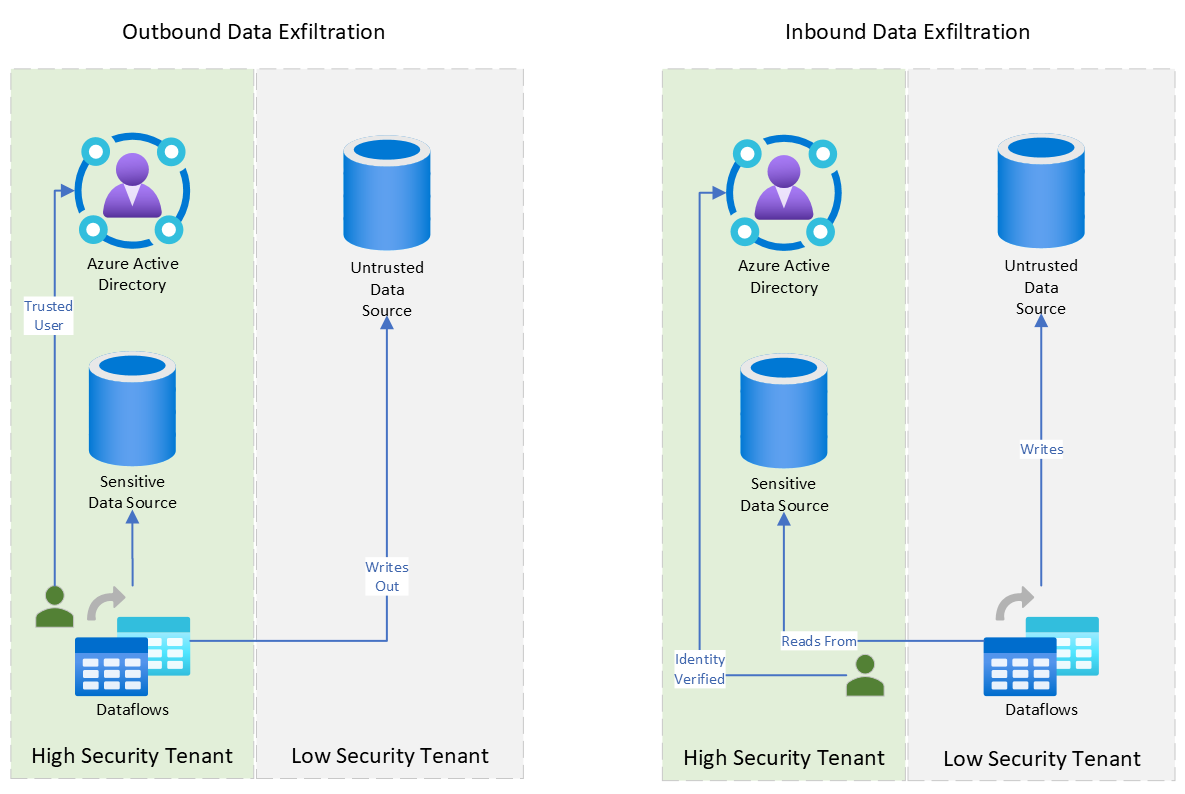 Outbound Data Exfiltration
Azure Active
Directory
Untrusted
Data
Source
Trusted
User
Sensitive
Data Source
Writes
Out
Dataflows
High Security Tenant
Low Security Tenant
Inbound Data Exfiltration
Azure Active
Directory
Untrusted
Data
Source
Writes
Sensitive
Data Source
Reads From
Identity
Verified
Dataflows
High Security Tenant
Low Security Tenant